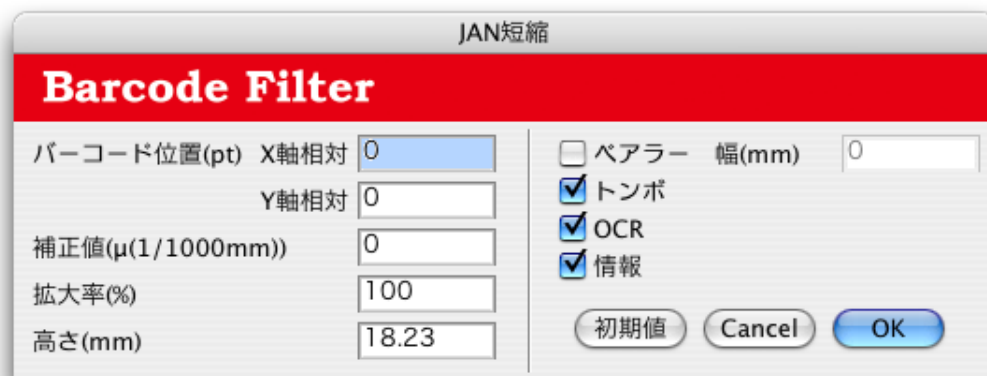 JAN短縮
Barcode Filter
バーコード位置(pt) X軸相対 0
Y軸相対 0
補正値(μ(1/1000mm)) 0
拡大率(%) 100
高さ(mm) 18.23
ベアラー 幅(mm) 0
トンボ
OCR
情報
初期値 Cancel OK